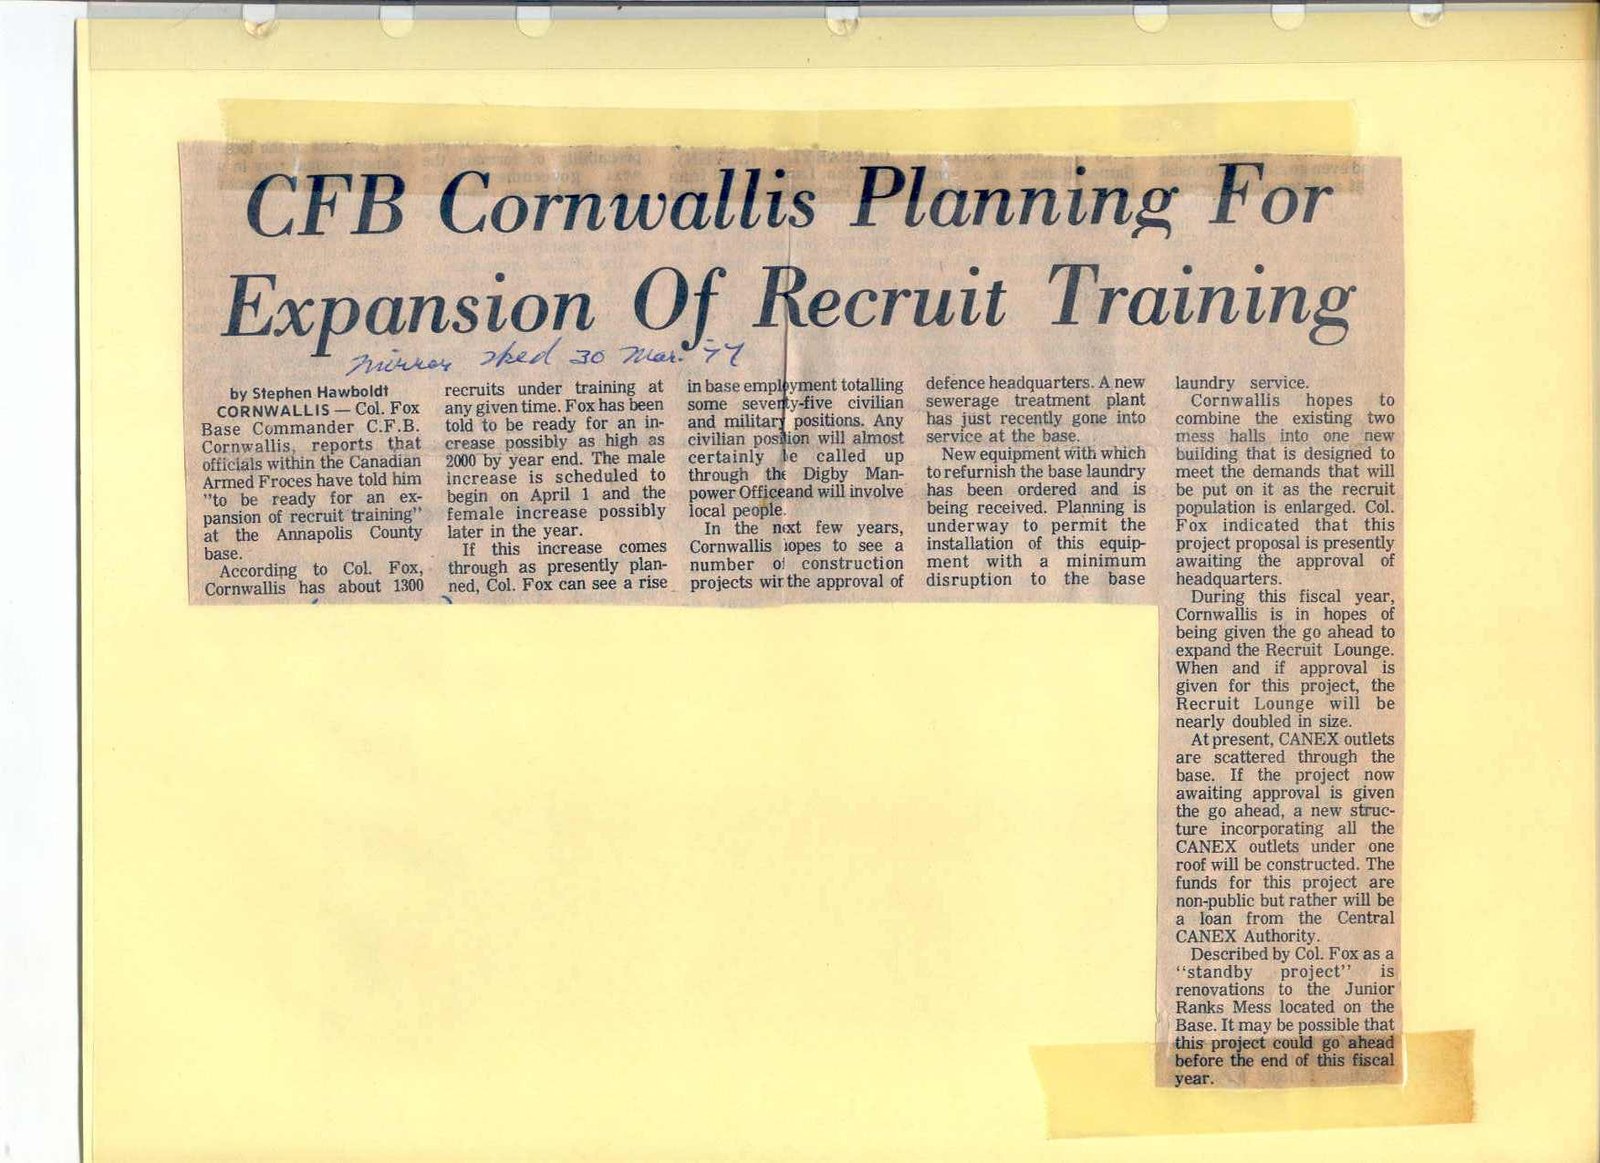 CFB Cornwallis Planning For
Expansion Of Recruit Training
Mirror Wed 30 Mar. '77
by Stephen Hawboldt
CORNWALLIS — Col. Fox
Base Commander C.F.B.
Cornwallis, reports that
officials within the Canadian
Armed Froces have told him
"to be ready for an ex-
pansion of recruit training"
at the Annapolis County
base.
According to Col. Fox,
Cornwallis has about 1300
recruits under training at
any given time. Fox has been
told to be ready for an in-
crease possibly as high as
2000 by year end. The male
increase is scheduled to
begin on April 1 and the
female increase possibly
later in the year.
If this increase comes
through as presently plan-
ned, Col. Fox can see a rise
in base employment totalling
some seventy-five civilian
and military positions. Any
civilian position will almost
certainly be called up
through the Digby Man-
power Officeand will involve
local people.
In the next few years,
Cornwallis hopes to see a
number of construction
projects with the approval of
defence headquarters. A new
sewerage treatment plant
has just recently gone into
service at the base.
New equipment with which
to refurnish the base laundry
has been ordered and is
being received. Planning is
underway to permit the
installation of this equip-
ment with a minimum
disruption to the base
laundry service.
Cornwallis hopes to
combine the existing two
mess halls into one new
building that is designed to
meet the demands that will
be put on it as the recruit
population is enlarged. Col.
Fox indicated that this
project proposal is presently
awaiting the approval of
headquarters.
During this fiscal year,
Cornwallis is in hopes of
being given the go ahead to
expand the Recruit Lounge.
When and if approval is
given for this project, the
Recruit Lounge will be
nearly doubled in size.
At present, CANEX outlets
are scattered through the
base. If the project now
awaiting approval is given
the go ahead, a new struc-
ture incorporating all the
CANEX outlets under one
roof will be constructed. The
funds for this project are
non-public but rather will be
a loan from the Central
CANEX Authority.
Described by Col. Fox as a
"standby project" is
renovations to the Junior
Ranks Mess located on the
Base. It may be possible that
this project could go ahead
before the end of this fiscal
year.